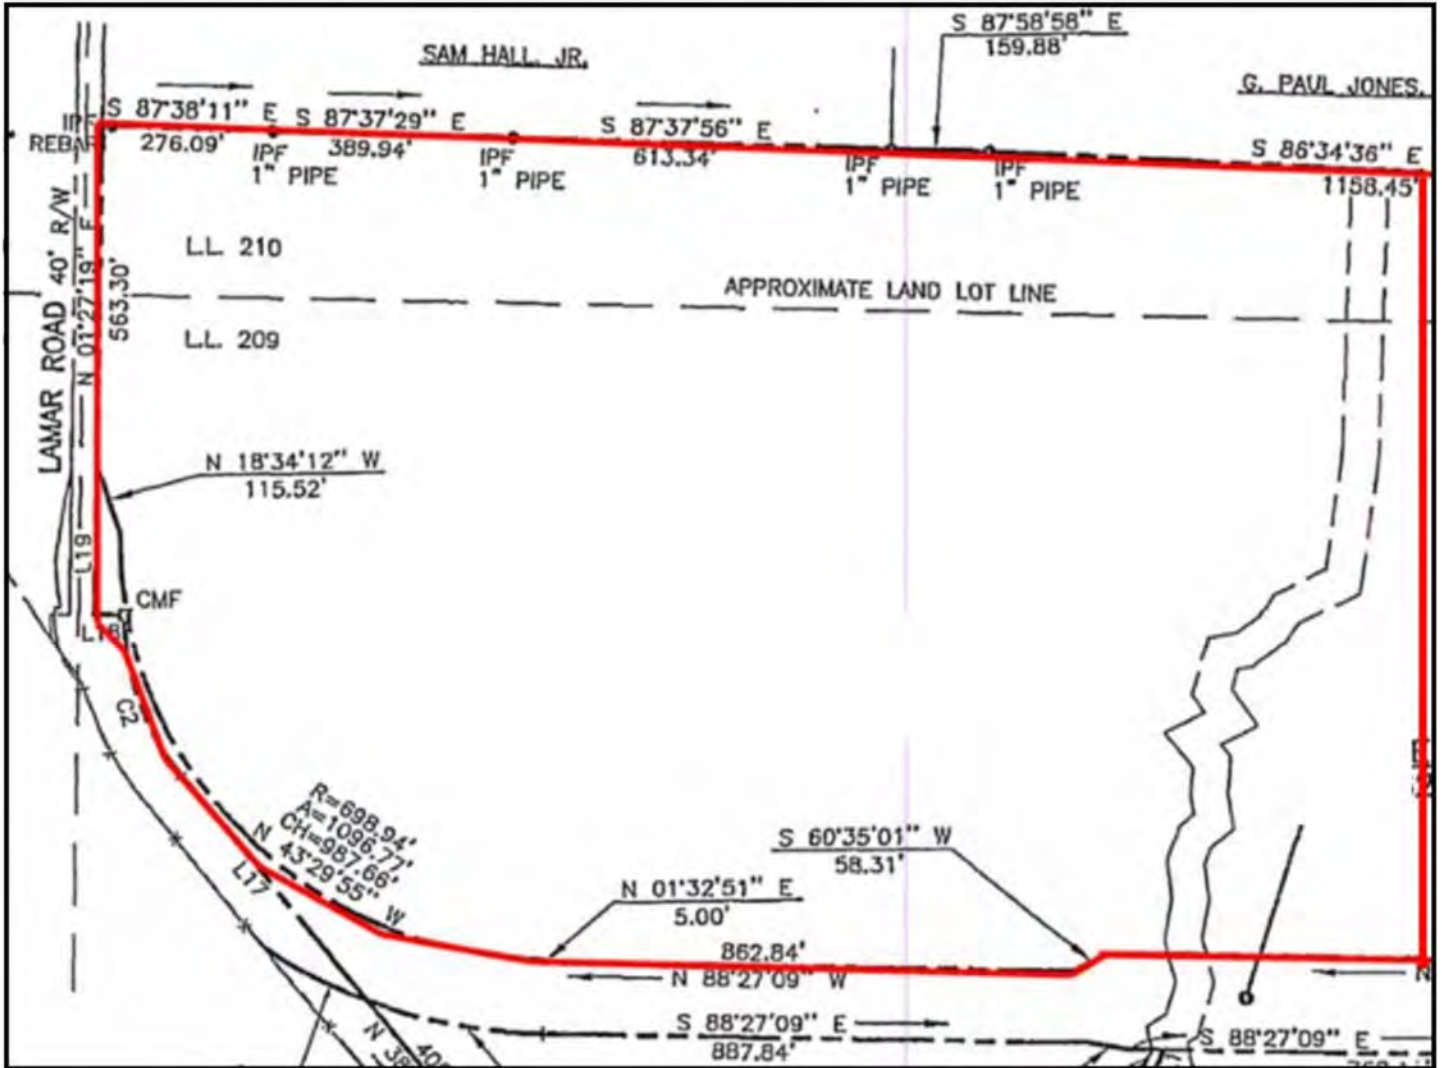 S 87°58'58" E
159.88'
SAM HALL. JR.
G. PAUL JONES.
S 87°38'11" E
276.09'
S 87°37'29" E
389.94'
S 87°37'56" E
613.34'
S 86°34'36" E
1158.45'
REBAR
IPF
1" PIPE
IPF
1" PIPE
IPF
1" PIPE
IPF
1" PIPE
LAMAR ROAD 40' R/W
N 01°27'19" E
563.30'
L.L. 210
APPROXIMATE LAND LOT LINE
L.L. 209
N 18°34'12" W
115.52'
L19
CMF
L18
C2
R=698.94'
A=1096.77'
CH=987.66'
N 43°29'55" W
L17
S 60°35'01" W
58.31'
N 01°32'51" E
5.00'
862.84'
N 88°27'09" W
N
S 88°27'09" E
887.84'
S 88°27'09" E
N 38°